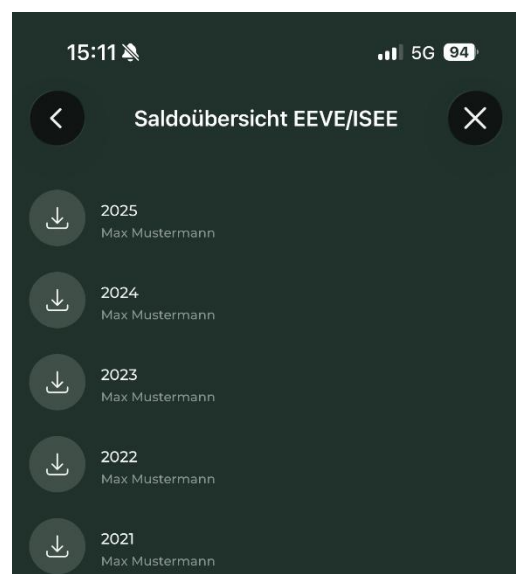 15:11
5G 94
Saldoübersicht EEVE/ISEE
2025
Max Mustermann
2024
Max Mustermann
2023
Max Mustermann
2022
Max Mustermann
2021
Max Mustermann